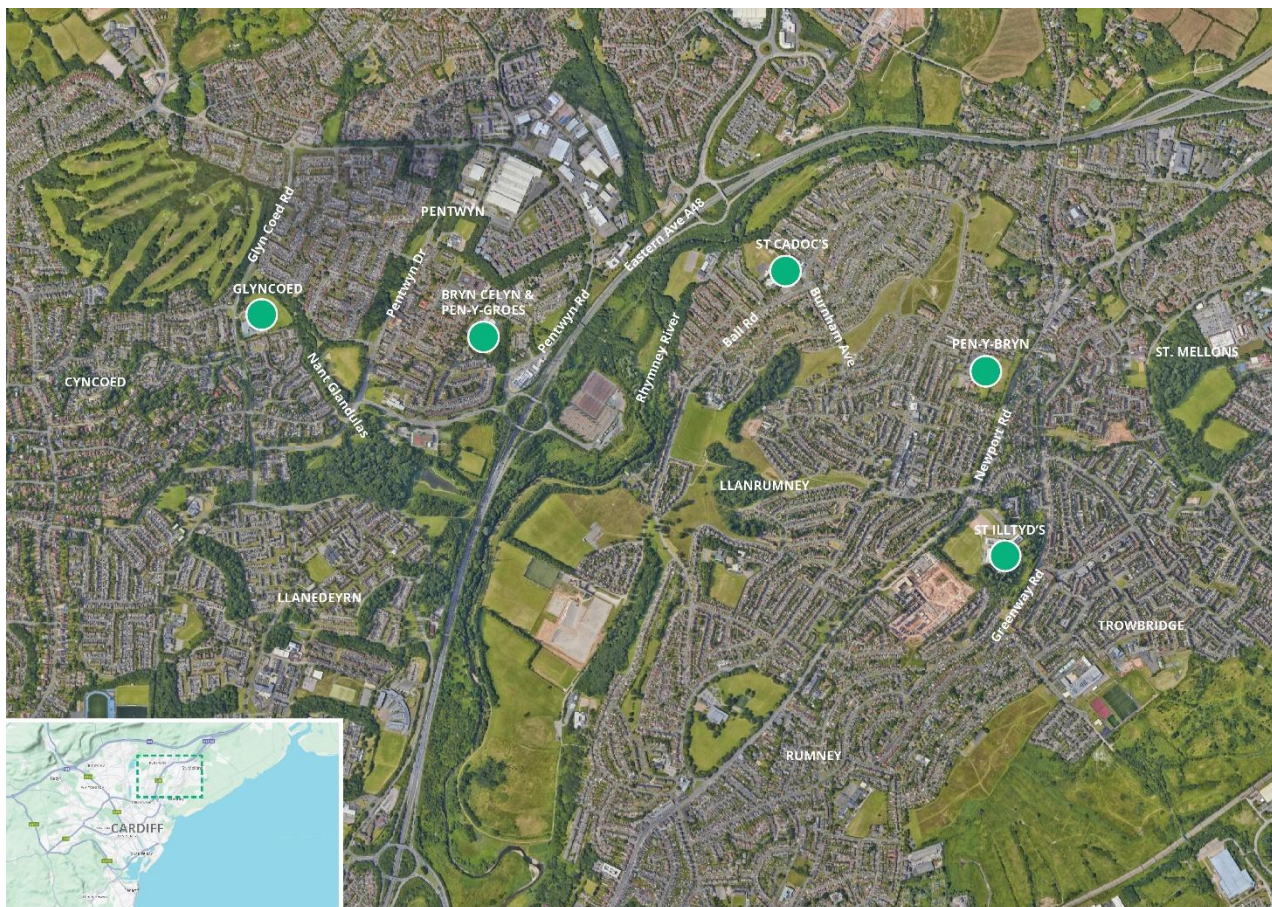 Glyn Coed Rd
PENTWYN
Pentwyn Dr
Eastern Ave A48
ST CADOC'S
GLYNCOED
BRYN CELYN &
PEN-Y-GROES
Pentwyn Rd
Rhymney River
Ball Rd
Burnham Ave
PEN-Y-BRYN
ST. MELLONS
CYNCOED
Nant Glandulas
Newport Rd
LLANRUMNEY
ST ILLTYD'S
LLANEDEYRN
Greenway Rd
TROWBRIDGE
RUMNEY
CARDIFF